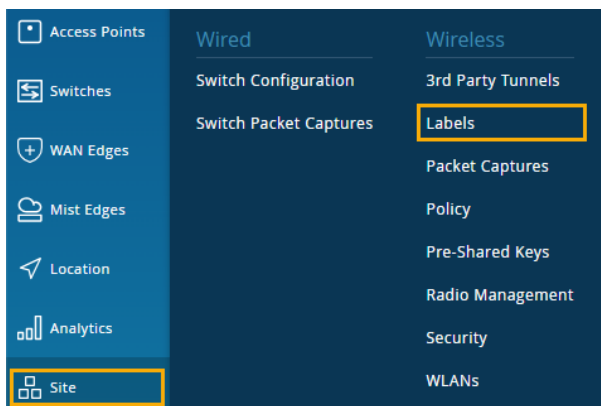 Access Points
Switches
WAN Edges
Mist Edges
Location
Analytics
Site
Wired
Switch Configuration
Switch Packet Captures
Wireless
3rd Party Tunnels
Labels
Packet Captures
Policy
Pre-Shared Keys
Radio Management
Security
WLANs